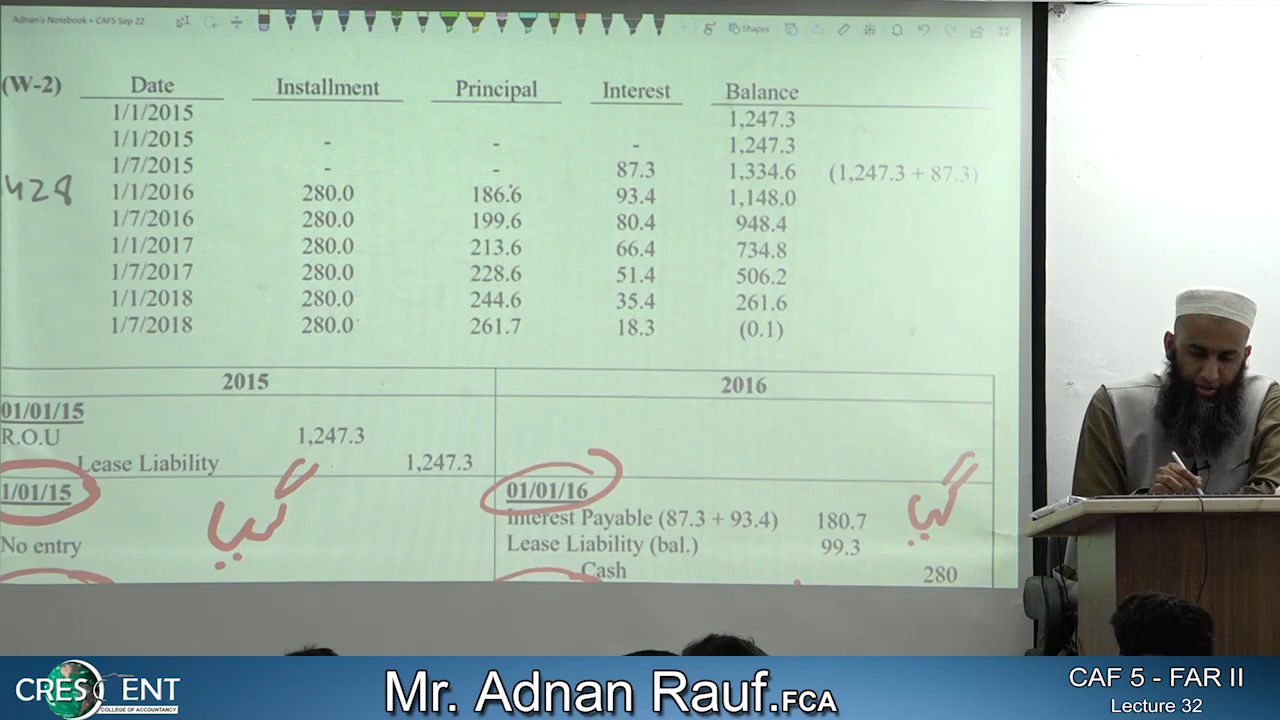 Adnan's Notebook » CAF5 Sep 22
Shapes
(W-2) Date Installment Principal Interest Balance
1/1/2015 1,247.3
1/1/2015 - - - 1,247.3
1/7/2015 - - 87.3 1,334.6 (1,247.3 + 87.3)
428 1/1/2016 280.0 186.6 93.4 1,148.0
1/7/2016 280.0 199.6 80.4 948.4
1/1/2017 280.0 213.6 66.4 734.8
1/7/2017 280.0 228.6 51.4 506.2
1/1/2018 280.0 244.6 35.4 261.6
1/7/2018 280.0 261.7 18.3 (0.1)
2015 2016
01/01/15
R.O.U 1,247.3
Lease Liability 1,247.3
1/01/15 گیا 01/01/16 گیا
Interest Payable (87.3 + 93.4) 180.7
No entry Lease Liability (bal.) 99.3
Cash 280
CRESCENT
COLLEGE OF ACCOUNTANCY
Mr. Adnan Rauf.FCA
CAF 5 - FAR II
Lecture 32